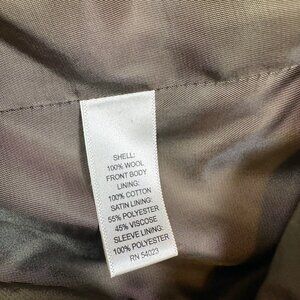 SHELL:
100% WOOL
FRONT BODY
LINING:
100% COTTON
SATIN LINING:
55% POLYESTER
45% VISCOSE
SLEEVE LINING:
100% POLYESTER
RN 54023